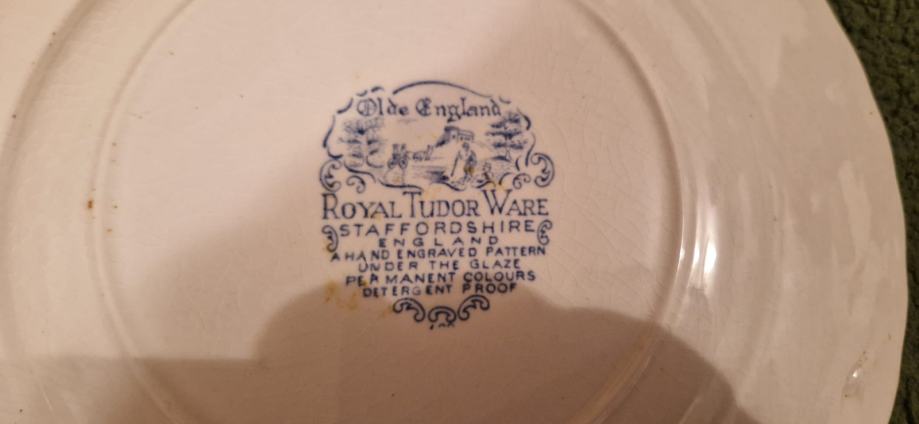 Olde England
ROYAL TUDOR WARE
STAFFORDSHIRE
ENGLAND
A HAND ENGRAVED PATTERN
UNDER THE GLAZE
PERMANENT COLOURS
DETERGENT PROOF